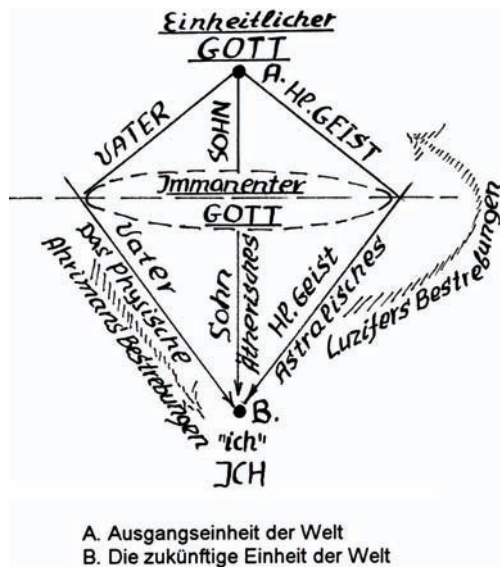 Einheitlicher
GOTT
A.
VATER
SOHN
Hl. GEIST
Immanenter
GOTT
Vater
Das Physische
Ahrimans Bestrebungen
Sohn
Ätherisches
Hl. Geist
Astralisches
Luzifers Bestrebungen
B.
"ich"
JCH
A. Ausgangseinheit der Welt
B. Die zukünftige Einheit der Welt